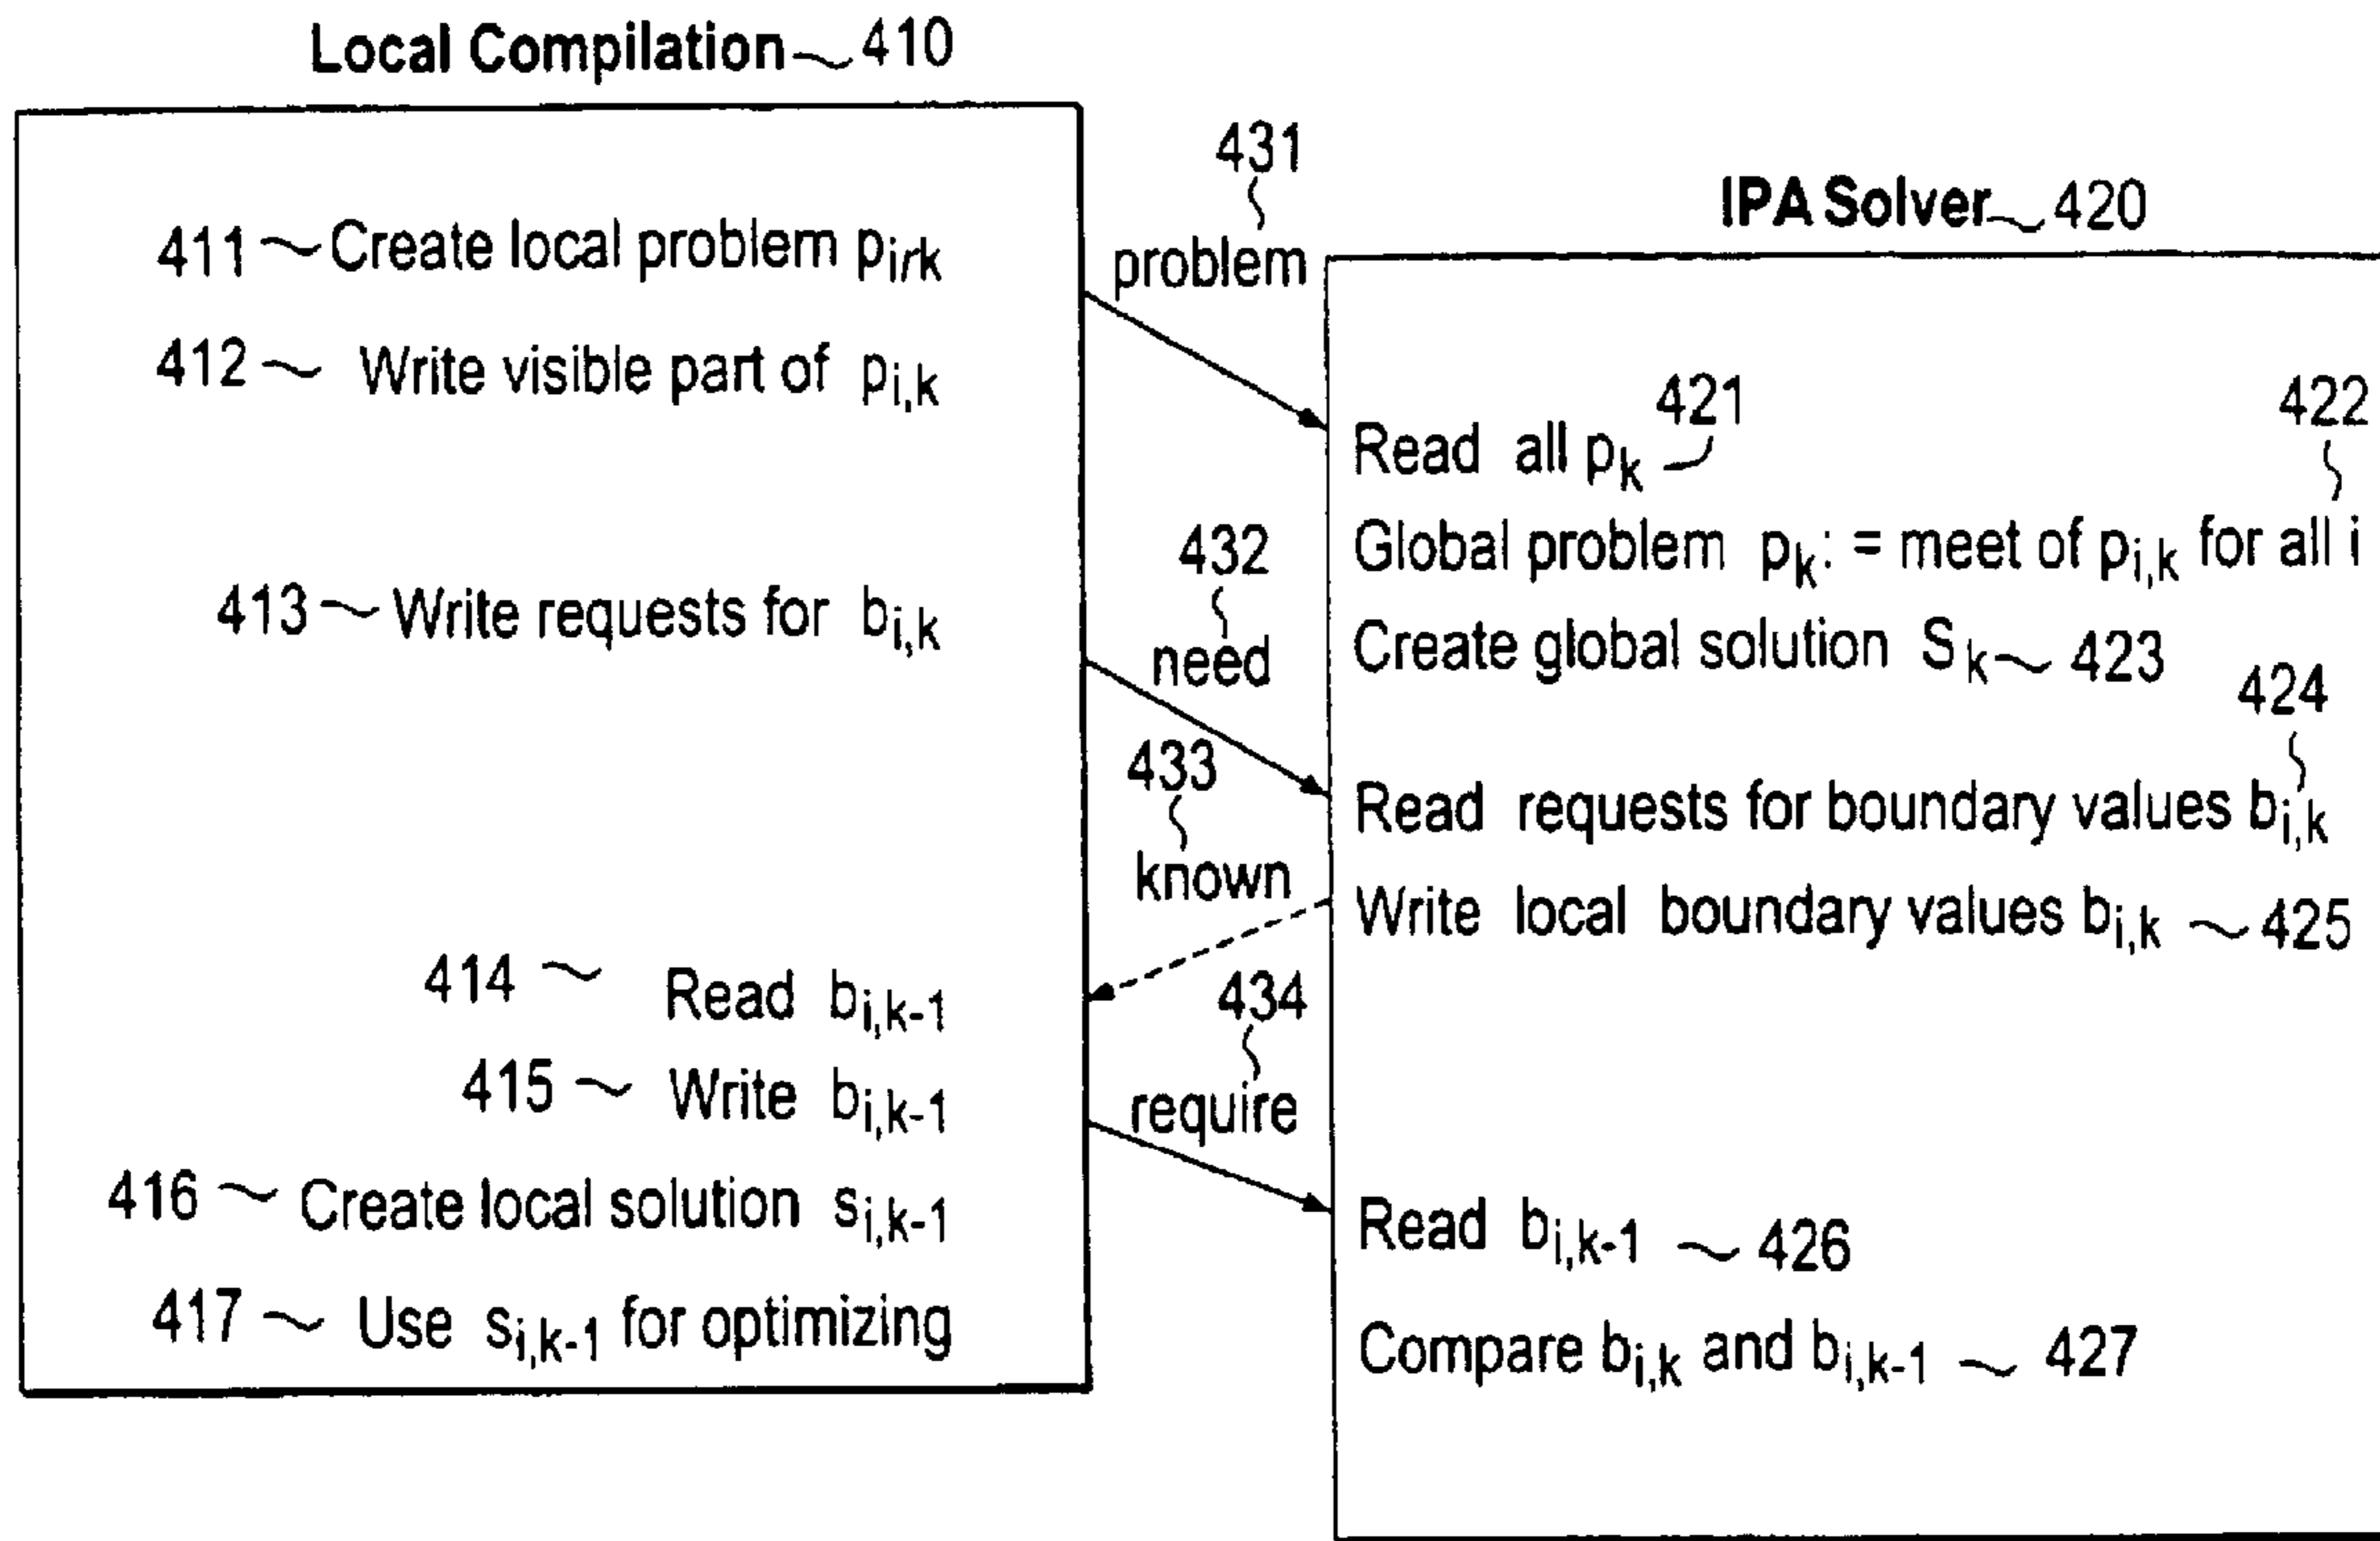 Local Compilation 410
411 Create local problem pi/k
412 Write visible part of pi,k
413 Write requests for bi,k
414 Read bi,k-1
415 Write bi,k-1
416 Create local solution si,k-1
417 Use si,k-1 for optimizing
431
problem
432
need
433
known
434
require
IPA Solver 420
421
Read all pk
422
Global problem pk: = meet of pi,k for all i
Create global solution Sk 423
424
Read requests for boundary values bi,k
Write local boundary values bi,k 425
Read bi,k-1 426
Compare bi,k and bi,k-1 427